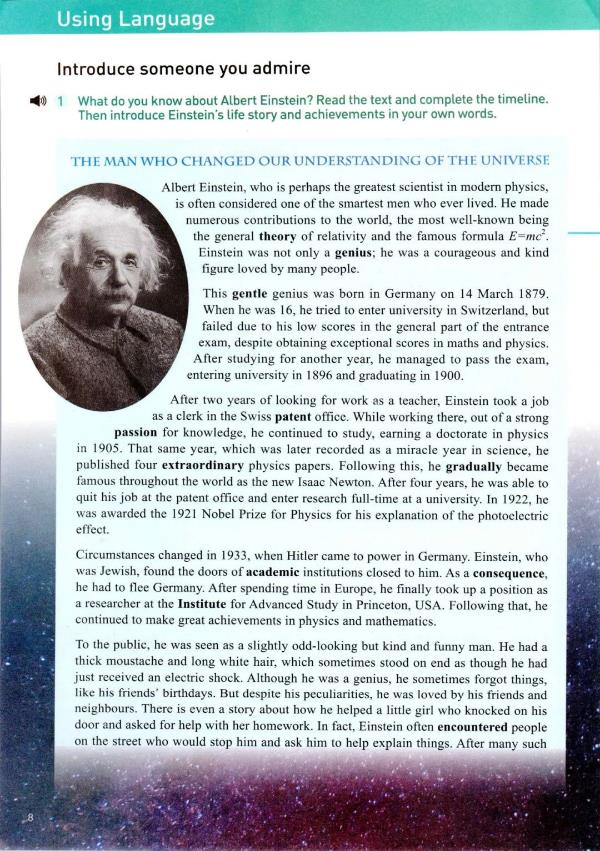 Using Language
Introduce someone you admire
1 What do you know about Albert Einstein? Read the text and complete the timeline.
Then introduce Einstein's life story and achievements in your own words.
THE MAN WHO CHANGED OUR UNDERSTANDING OF THE UNIVERSE
Albert Einstein, who is perhaps the greatest scientist in modern physics,
is often considered one of the smartest men who ever lived. He made
numerous contributions to the world, the most well-known being
the general theory of relativity and the famous formula E=mc².
Einstein was not only a genius; he was a courageous and kind
figure loved by many people.
This gentle genius was born in Germany on 14 March 1879.
When he was 16, he tried to enter university in Switzerland, but
failed due to his low scores in the general part of the entrance
exam, despite obtaining exceptional scores in maths and physics.
After studying for another year, he managed to pass the exam,
entering university in 1896 and graduating in 1900.
After two years of looking for work as a teacher, Einstein took a job
as a clerk in the Swiss patent office. While working there, out of a strong
passion for knowledge, he continued to study, earning a doctorate in physics
in 1905. That same year, which was later recorded as a miracle year in science, he
published four extraordinary physics papers. Following this, he gradually became
famous throughout the world as the new Isaac Newton. After four years, he was able to
quit his job at the patent office and enter research full-time at a university. In 1922, he
was awarded the 1921 Nobel Prize for Physics for his explanation of the photoelectric
effect.
Circumstances changed in 1933, when Hitler came to power in Germany. Einstein, who
was Jewish, found the doors of academic institutions closed to him. As a consequence,
he had to flee Germany. After spending time in Europe, he finally took up a position as
a researcher at the Institute for Advanced Study in Princeton, USA. Following that, he
continued to make great achievements in physics and mathematics.
To the public, he was seen as a slightly odd-looking but kind and funny man. He had a
thick moustache and long white hair, which sometimes stood on end as though he had
just received an electric shock. Although he was a genius, he sometimes forgot things,
like his friends' birthdays. But despite his peculiarities, he was loved by his friends and
neighbours. There is even a story about how he helped a little girl who knocked on his
door and asked for help with her homework. In fact, Einstein often encountered people
on the street who would stop him and ask him to help explain things. After many such
8